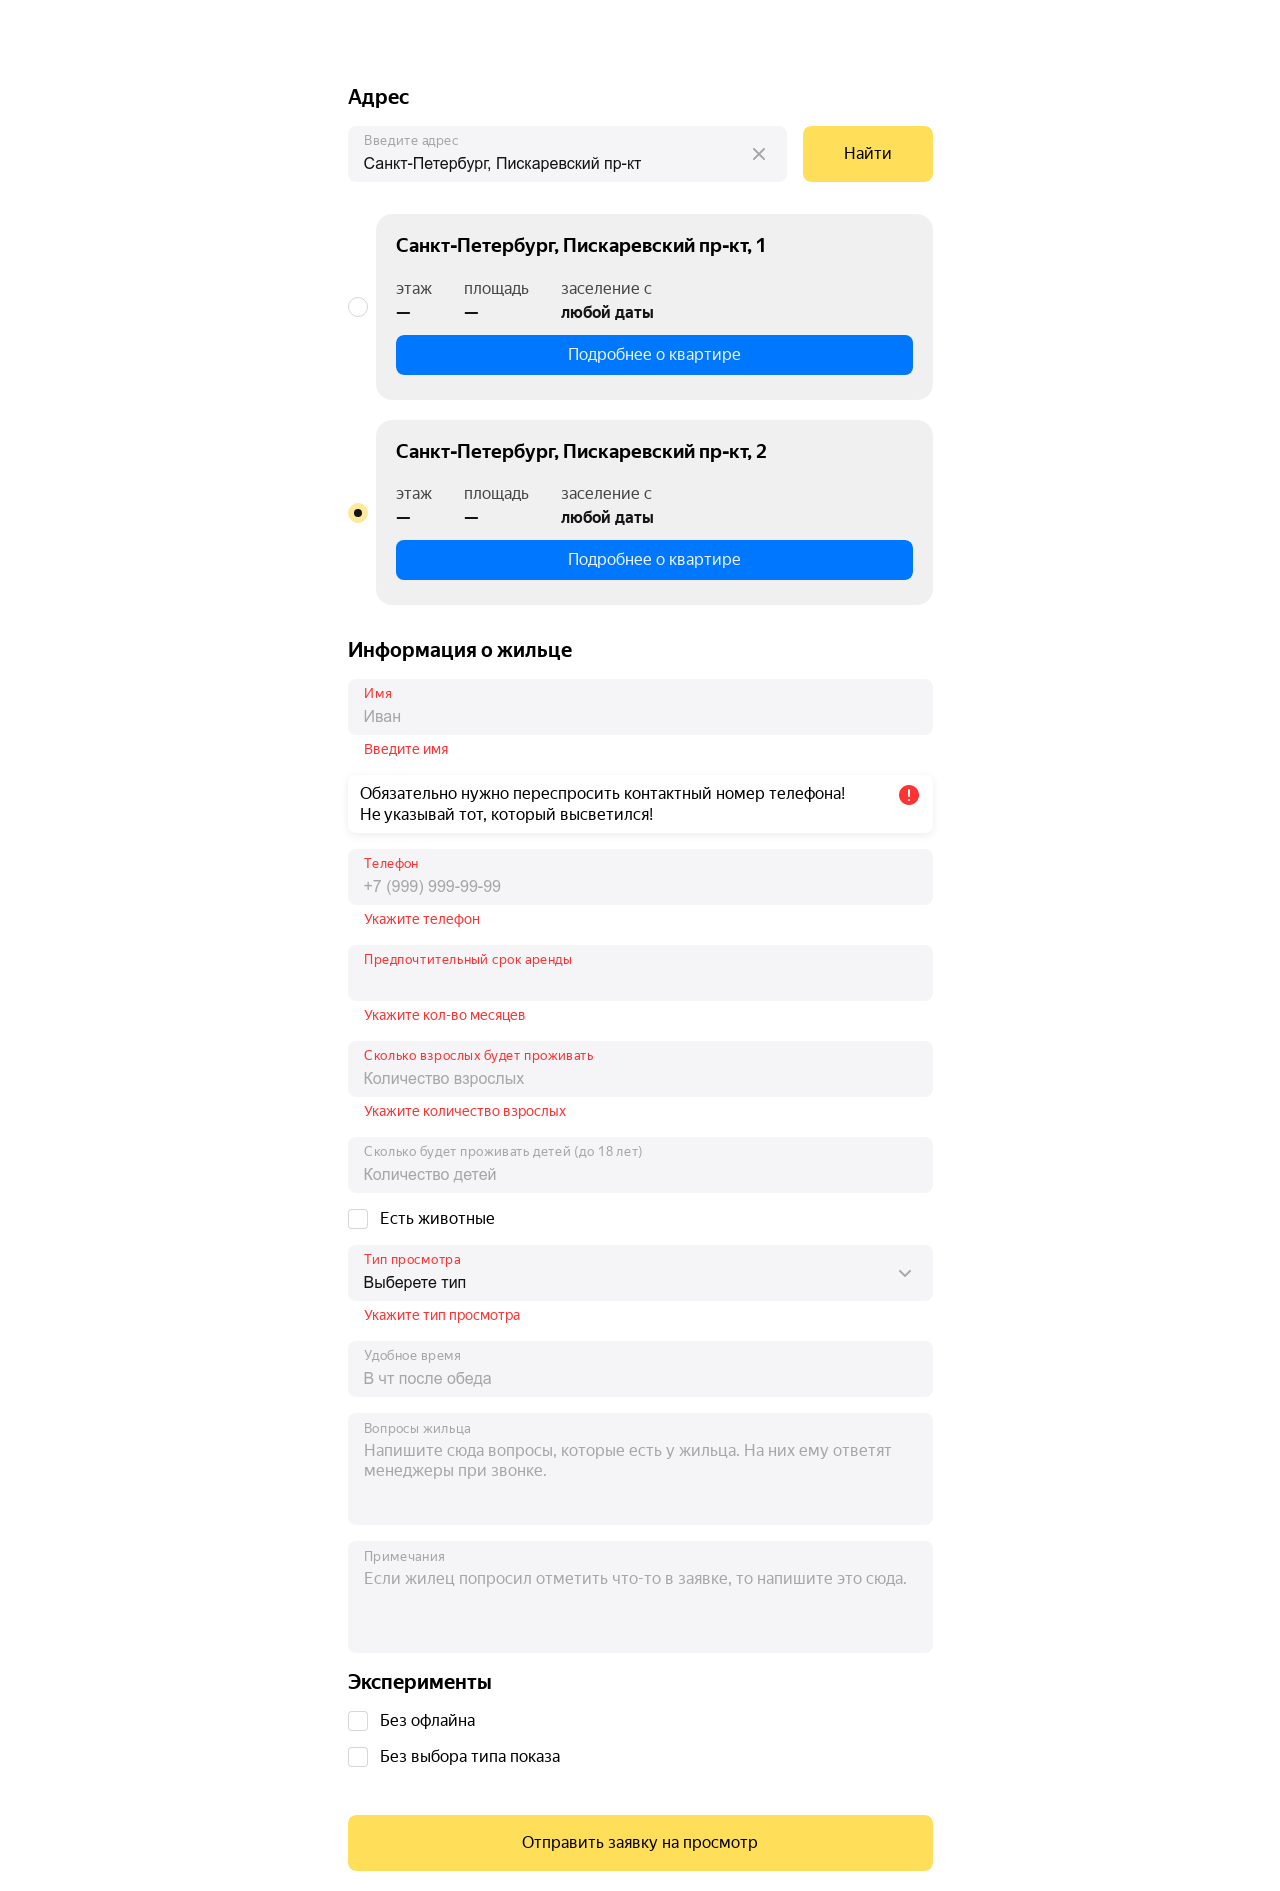 Адрес
Введите адрес
Санкт-Петербург, Пискаревский пр-кт
Найти
Санкт-Петербург, Пискаревский пр-кт, 1
этаж площадь заселение с
— — любой даты
Подробнее о квартире
Санкт-Петербург, Пискаревский пр-кт, 2
этаж площадь заселение с
— — любой даты
Подробнее о квартире
Информация о жильце
Имя
Иван
Введите имя
Обязательно нужно переспросить контактный номер телефона!
Не указывай тот, который высветился!
Телефон
+7 (999) 999-99-99
Укажите телефон
Предпочтительный срок аренды
Укажите кол-во месяцев
Сколько взрослых будет проживать
Количество взрослых
Укажите количество взрослых
Сколько будет проживать детей (до 18 лет)
Количество детей
Есть животные
Тип просмотра
Выберете тип
Укажите тип просмотра
Удобное время
В чт после обеда
Вопросы жильца
Напишите сюда вопросы, которые есть у жильца. На них ему ответят
менеджеры при звонке.
Примечания
Если жилец попросил отметить что-то в заявке, то напишите это сюда.
Эксперименты
Без офлайна
Без выбора типа показа
Отправить заявку на просмотр